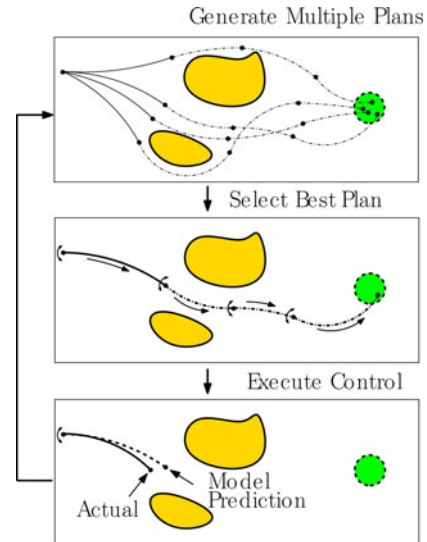 Generate Multiple Plans
Select Best Plan
Execute Control
Model
Prediction
Actual